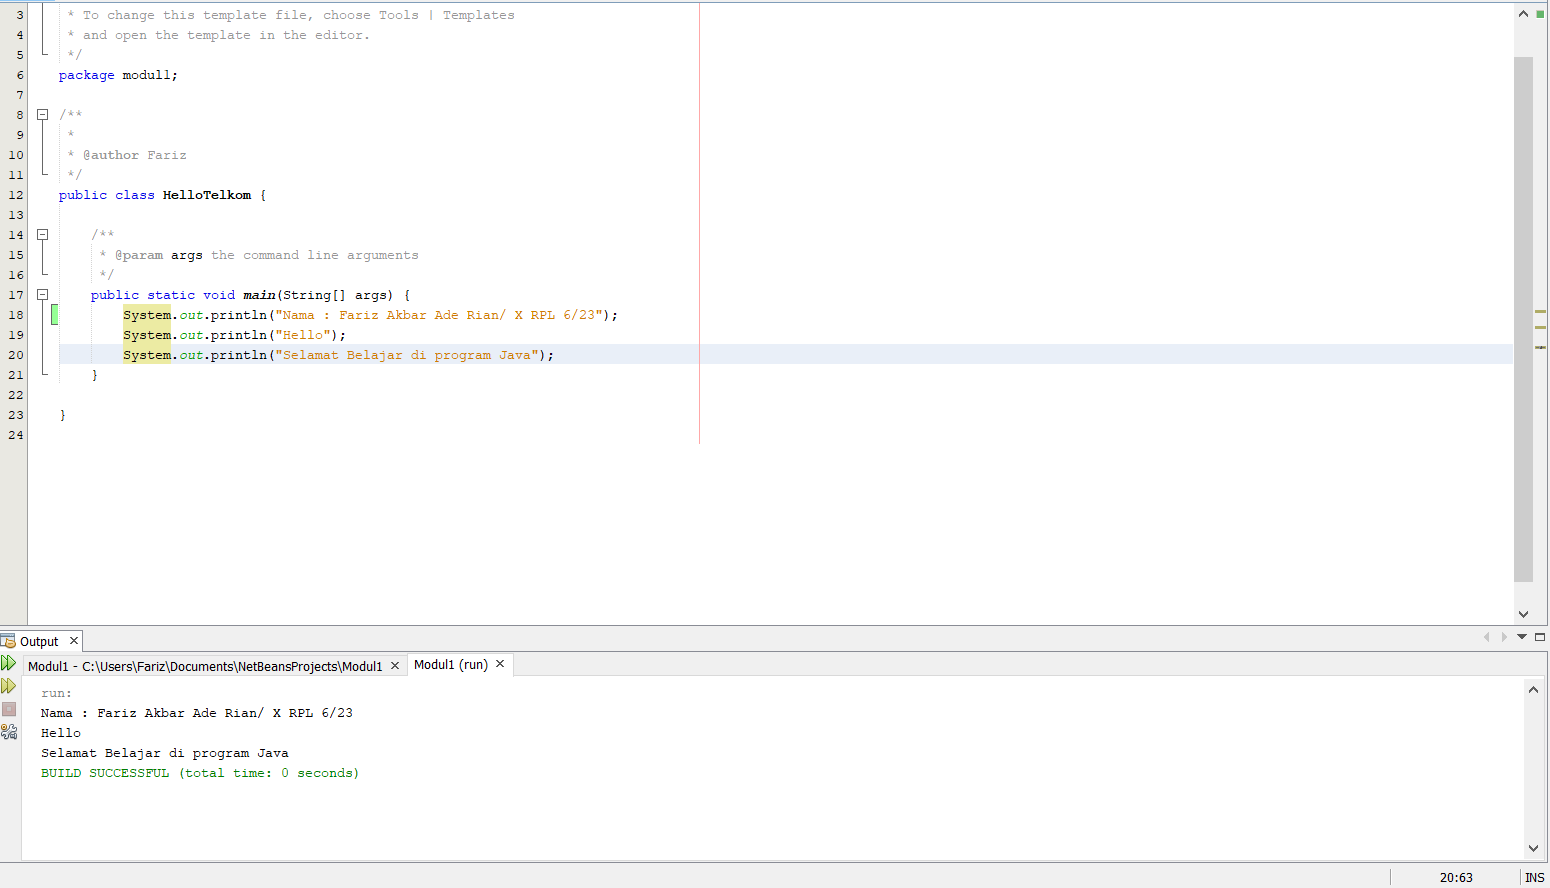 3 * To change this template file, choose Tools | Templates
4 * and open the template in the editor.
5 */
6 package modul1;
7
8 /**
9 *
10 * @author Fariz
11 */
12 public class HelloTelkom {
13
14 /**
15 * @param args the command line arguments
16 */
17 public static void main(String[] args) {
18 System.out.println("Nama : Fariz Akbar Ade Rian/ X RPL 6/23");
19 System.out.println("Hello");
20 System.out.println("Selamat Belajar di program Java");
21 }
22
23 }
24
Output
Modul1 - C:\Users\Fariz\Documents\NetBeansProjects\Modul1 Modul1 (run)
run:
Nama : Fariz Akbar Ade Rian/ X RPL 6/23
Hello
Selamat Belajar di program Java
BUILD SUCCESSFUL (total time: 0 seconds)
20:63 INS